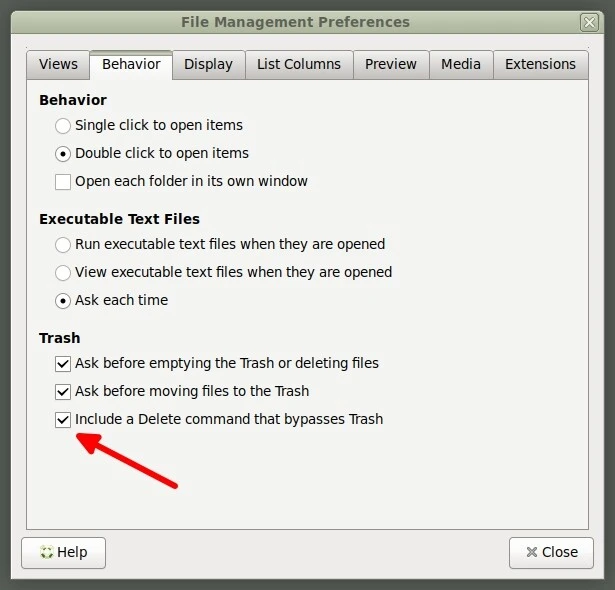 File Management Preferences
Views Behavior Display List Columns Preview Media Extensions
Behavior
Single click to open items
Double click to open items
Open each folder in its own window
Executable Text Files
Run executable text files when they are opened
View executable text files when they are opened
Ask each time
Trash
Ask before emptying the Trash or deleting files
Ask before moving files to the Trash
Include a Delete command that bypasses Trash
Help Close